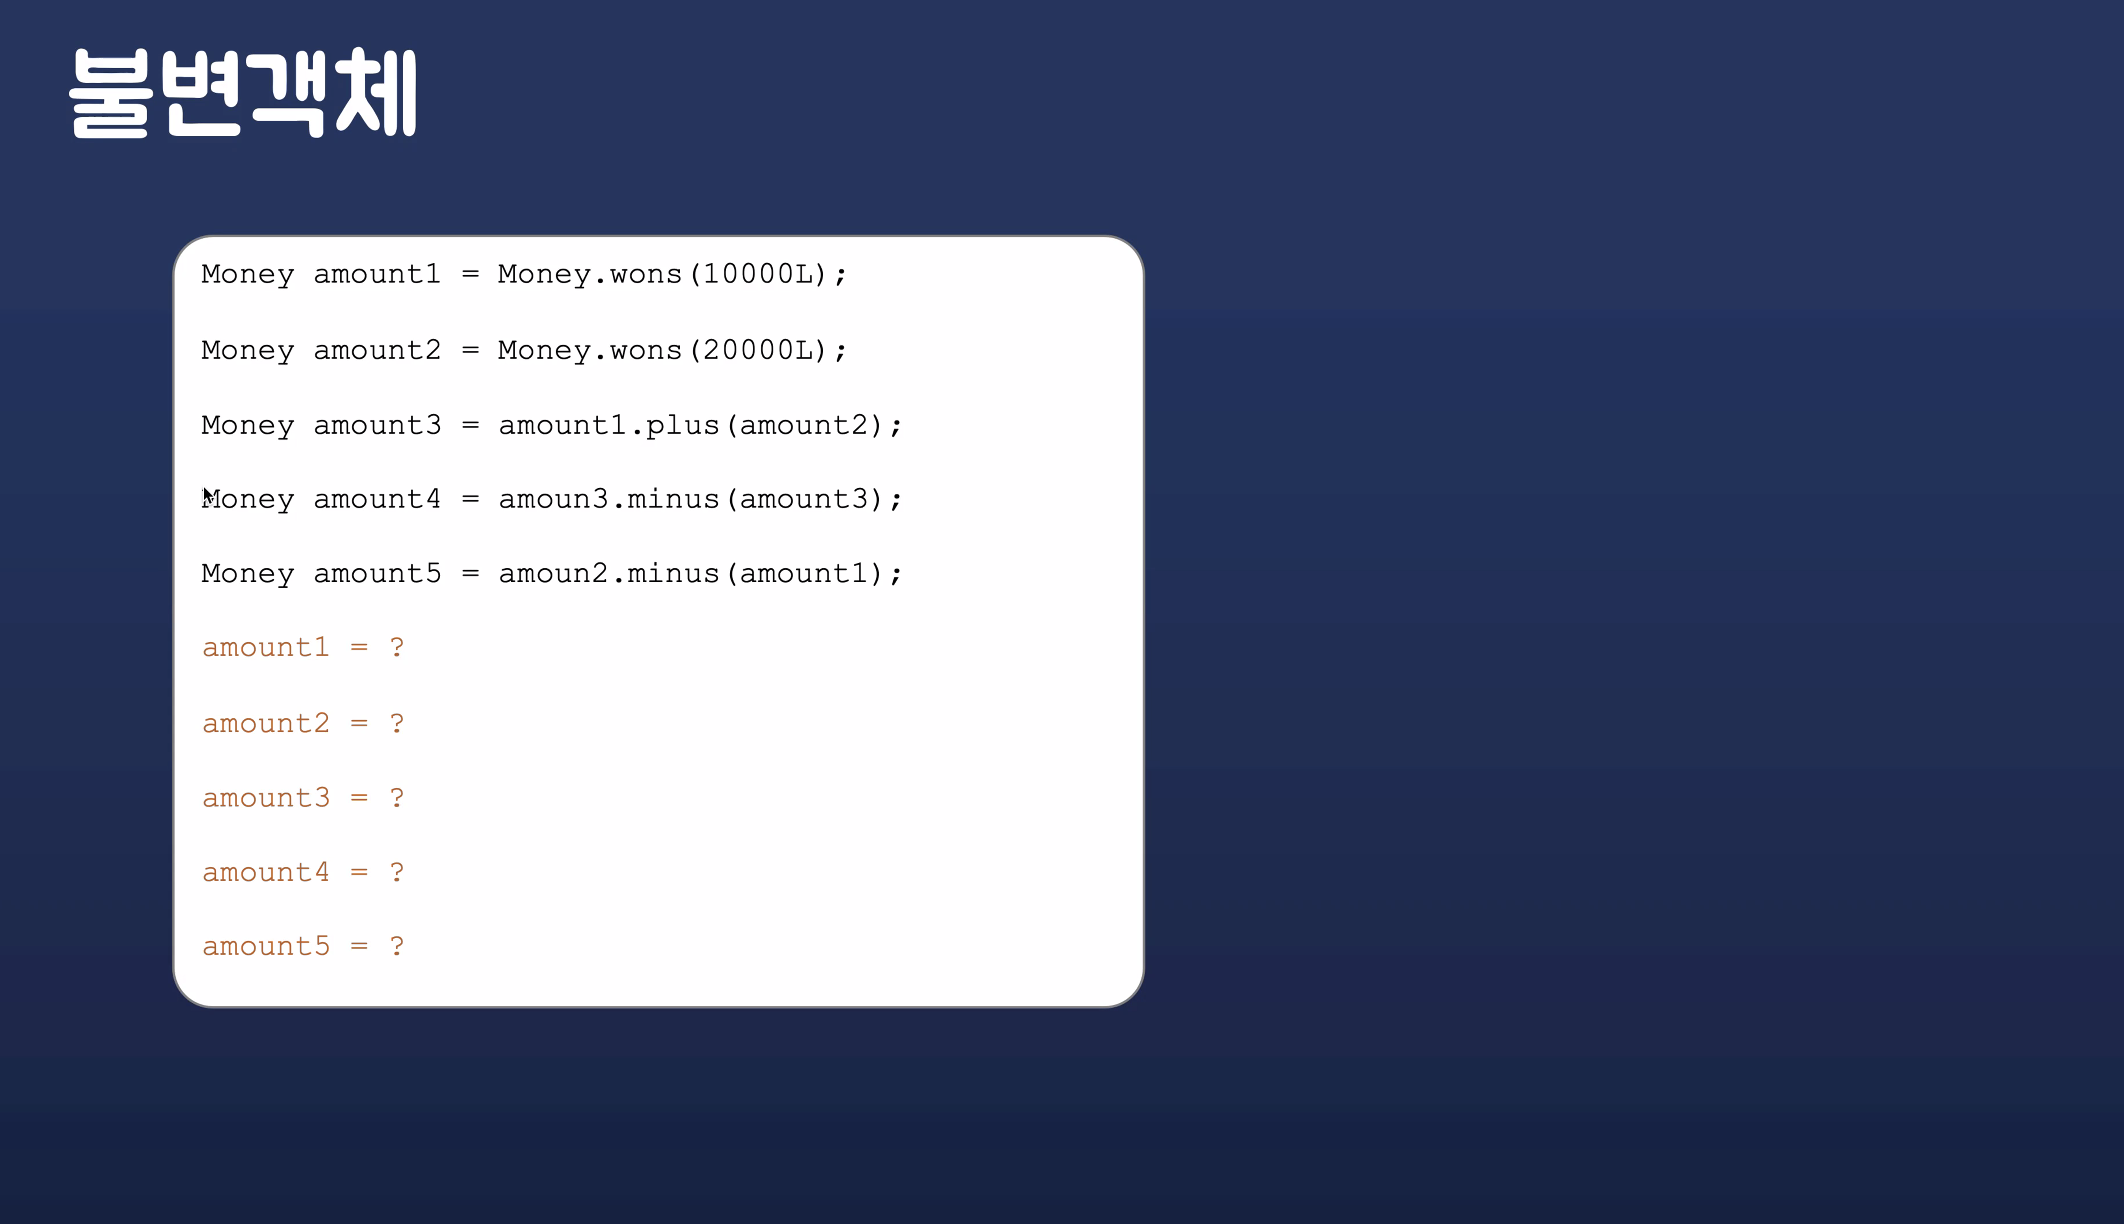 불변객체
Money amount1 = Money.wons(10000L);
Money amount2 = Money.wons(20000L);
Money amount3 = amount1.plus(amount2);
Money amount4 = amoun3.minus(amount3);
Money amount5 = amoun2.minus(amount1);
amount1 = ?
amount2 = ?
amount3 = ?
amount4 = ?
amount5 = ?